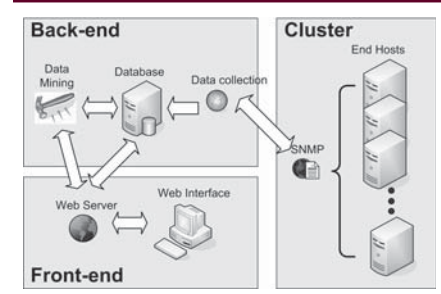 Back-end
Data
Mining
Database
Data collection
Cluster
End Hosts
SNMP
Web Server
Web Interface
Front-end